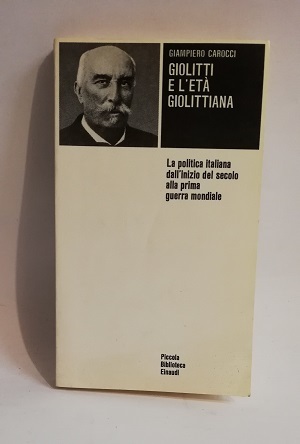 GIAMPIERO CAROCCI
GIOLITTI
E L'ETÀ
GIOLITTIANA
La politica italiana
dall'inizio del secolo
alla prima
guerra mondiale
Piccola
Biblioteca
Einaudi